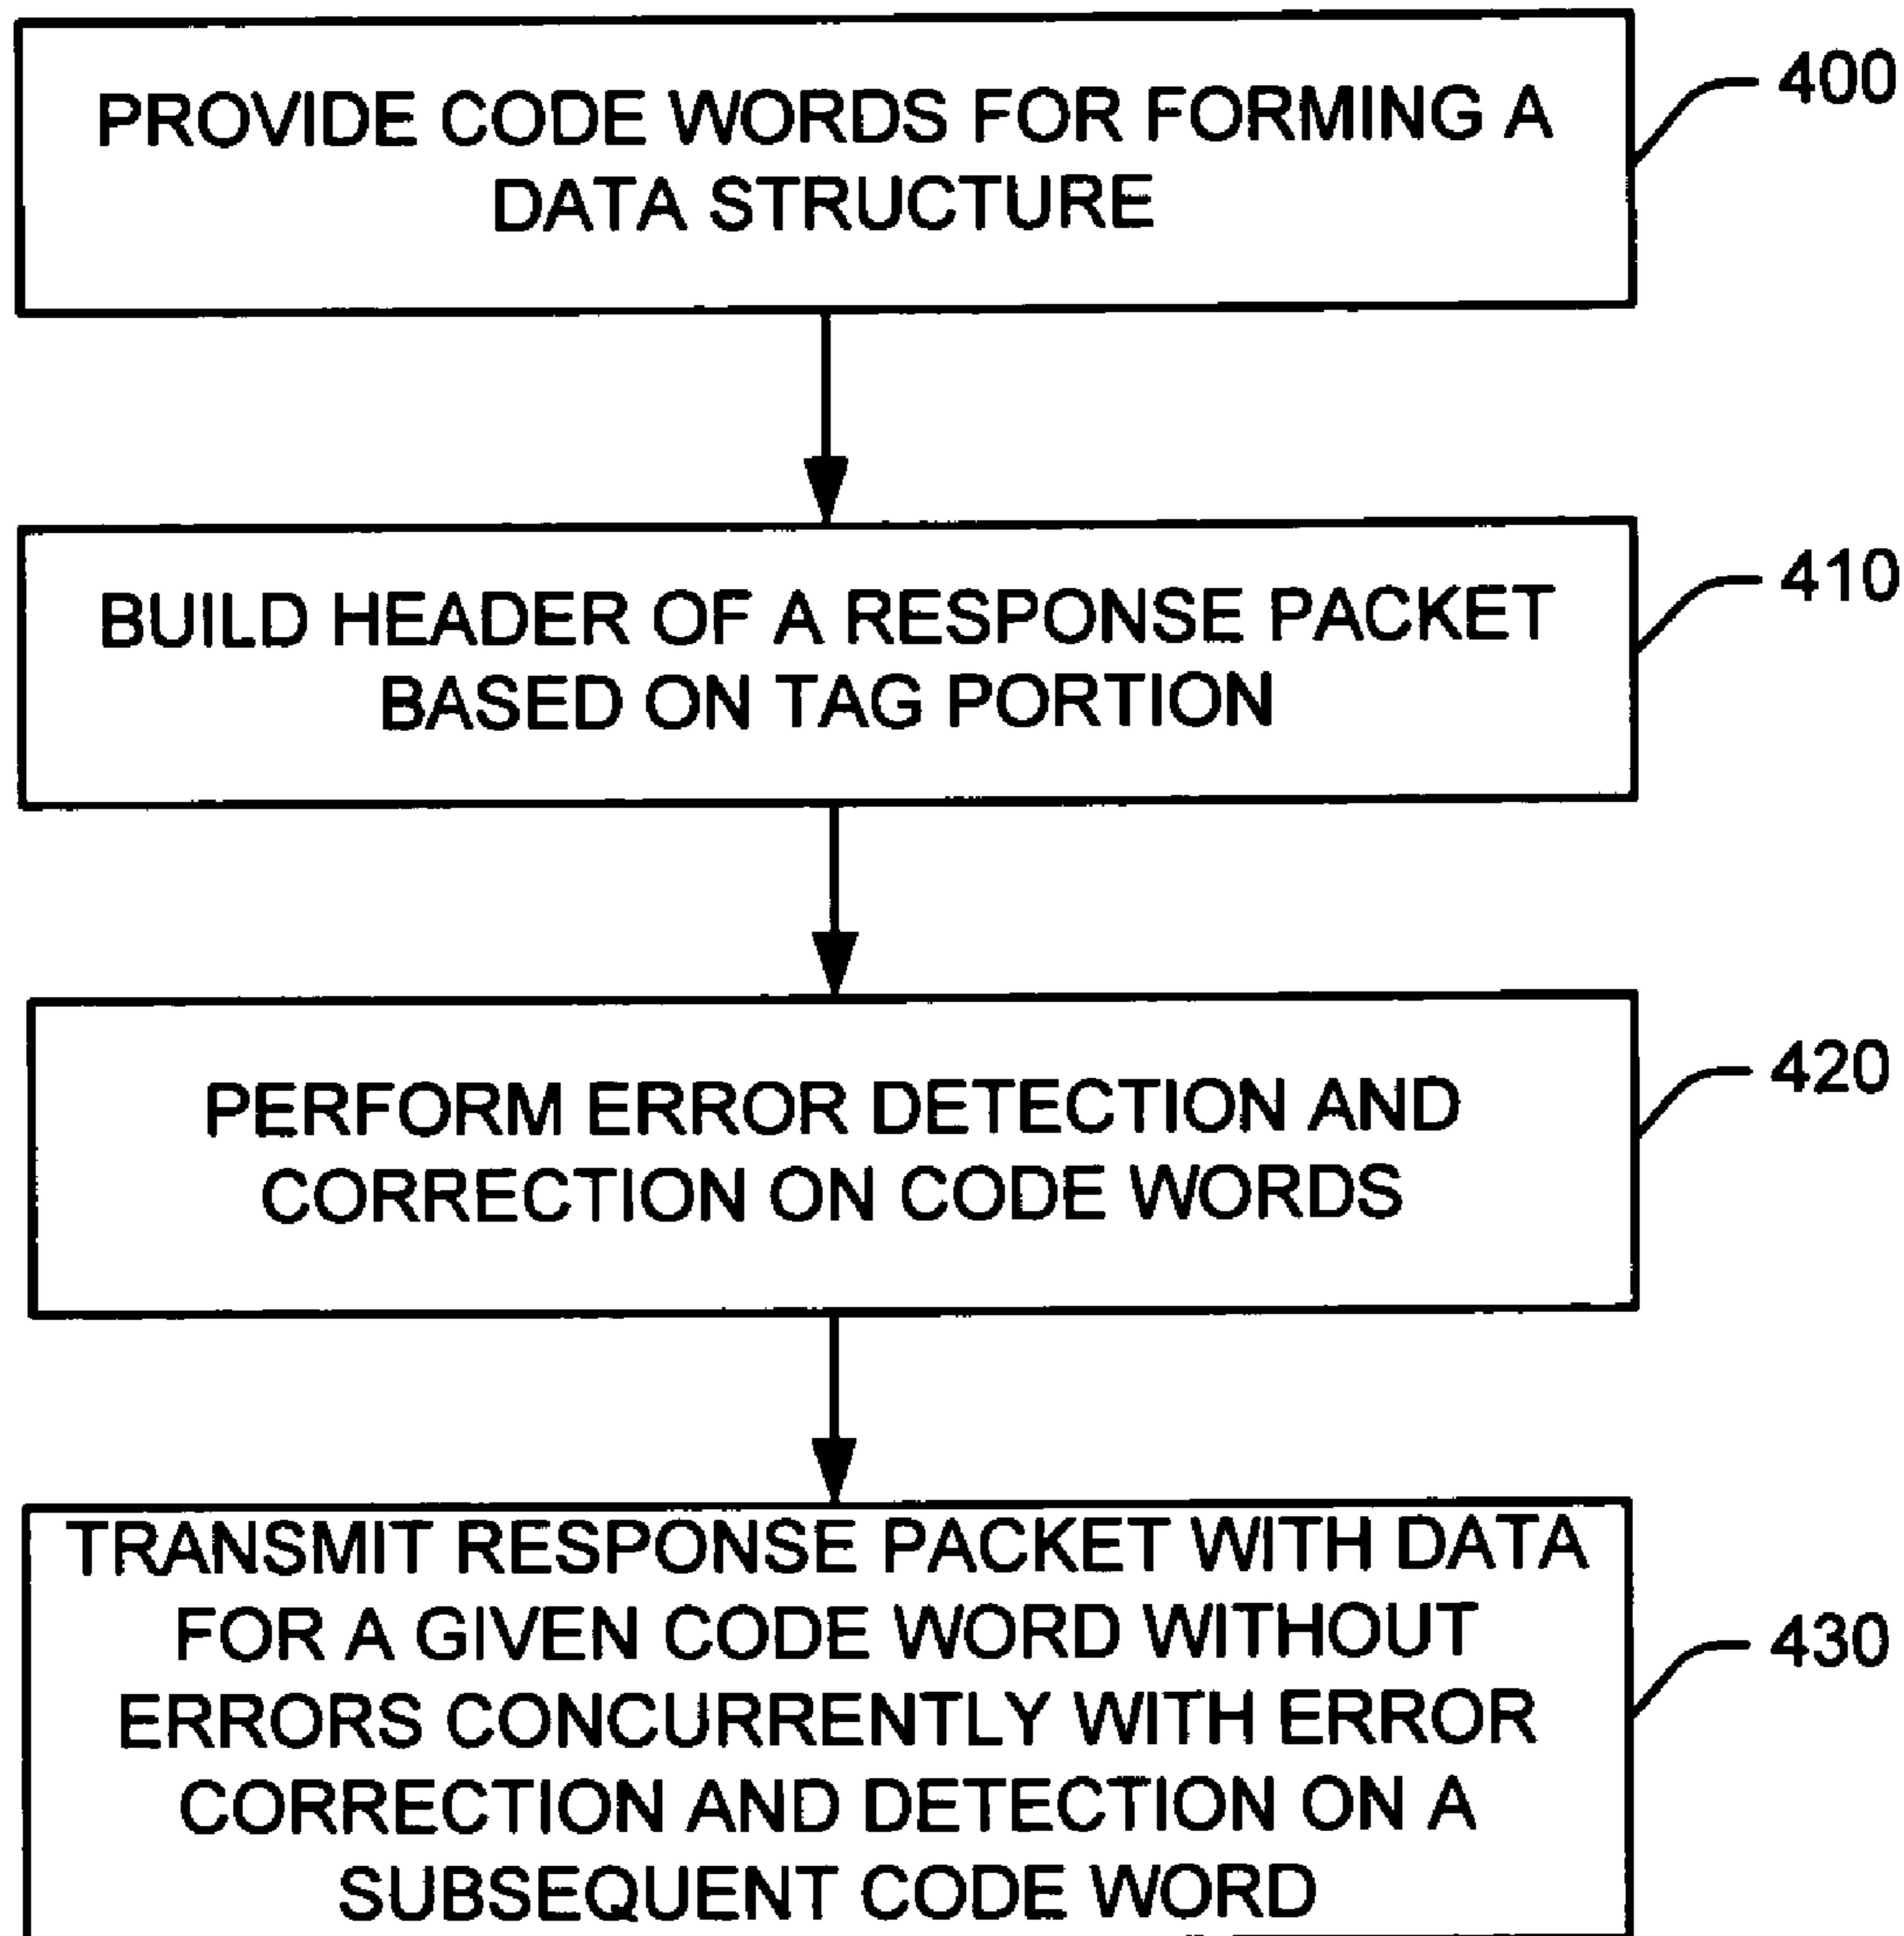 PROVIDE CODE WORDS FOR FORMING A
DATA STRUCTURE
400
BUILD HEADER OF A RESPONSE PACKET
BASED ON TAG PORTION
410
PERFORM ERROR DETECTION AND
CORRECTION ON CODE WORDS
420
TRANSMIT RESPONSE PACKET WITH DATA
FOR A GIVEN CODE WORD WITHOUT
ERRORS CONCURRENTLY WITH ERROR
CORRECTION AND DETECTION ON A
SUBSEQUENT CODE WORD
430